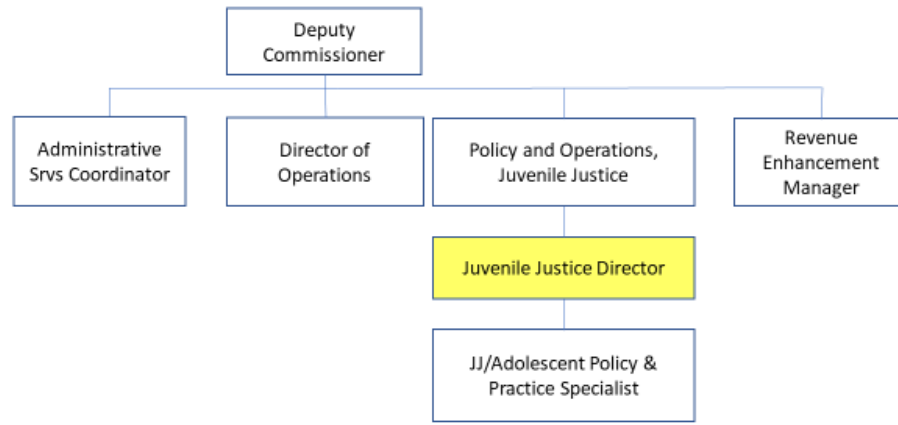 Deputy
Commissioner
Administrative
Srvs Coordinator
Director of
Operations
Policy and Operations,
Juvenile Justice
Revenue
Enhancement
Manager
Juvenile Justice Director
JJ/Adolescent Policy &
Practice Specialist